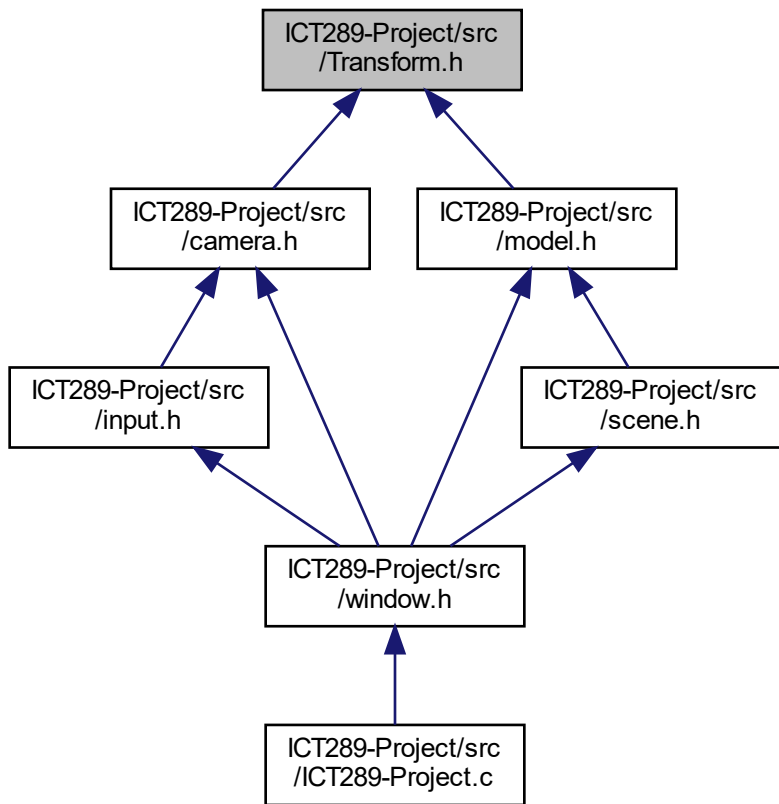 ICT289-Project/src
/Transform.h
ICT289-Project/src
/camera.h
ICT289-Project/src
/model.h
ICT289-Project/src
/input.h
ICT289-Project/src
/scene.h
ICT289-Project/src
/window.h
ICT289-Project/src
/ICT289-Project.c